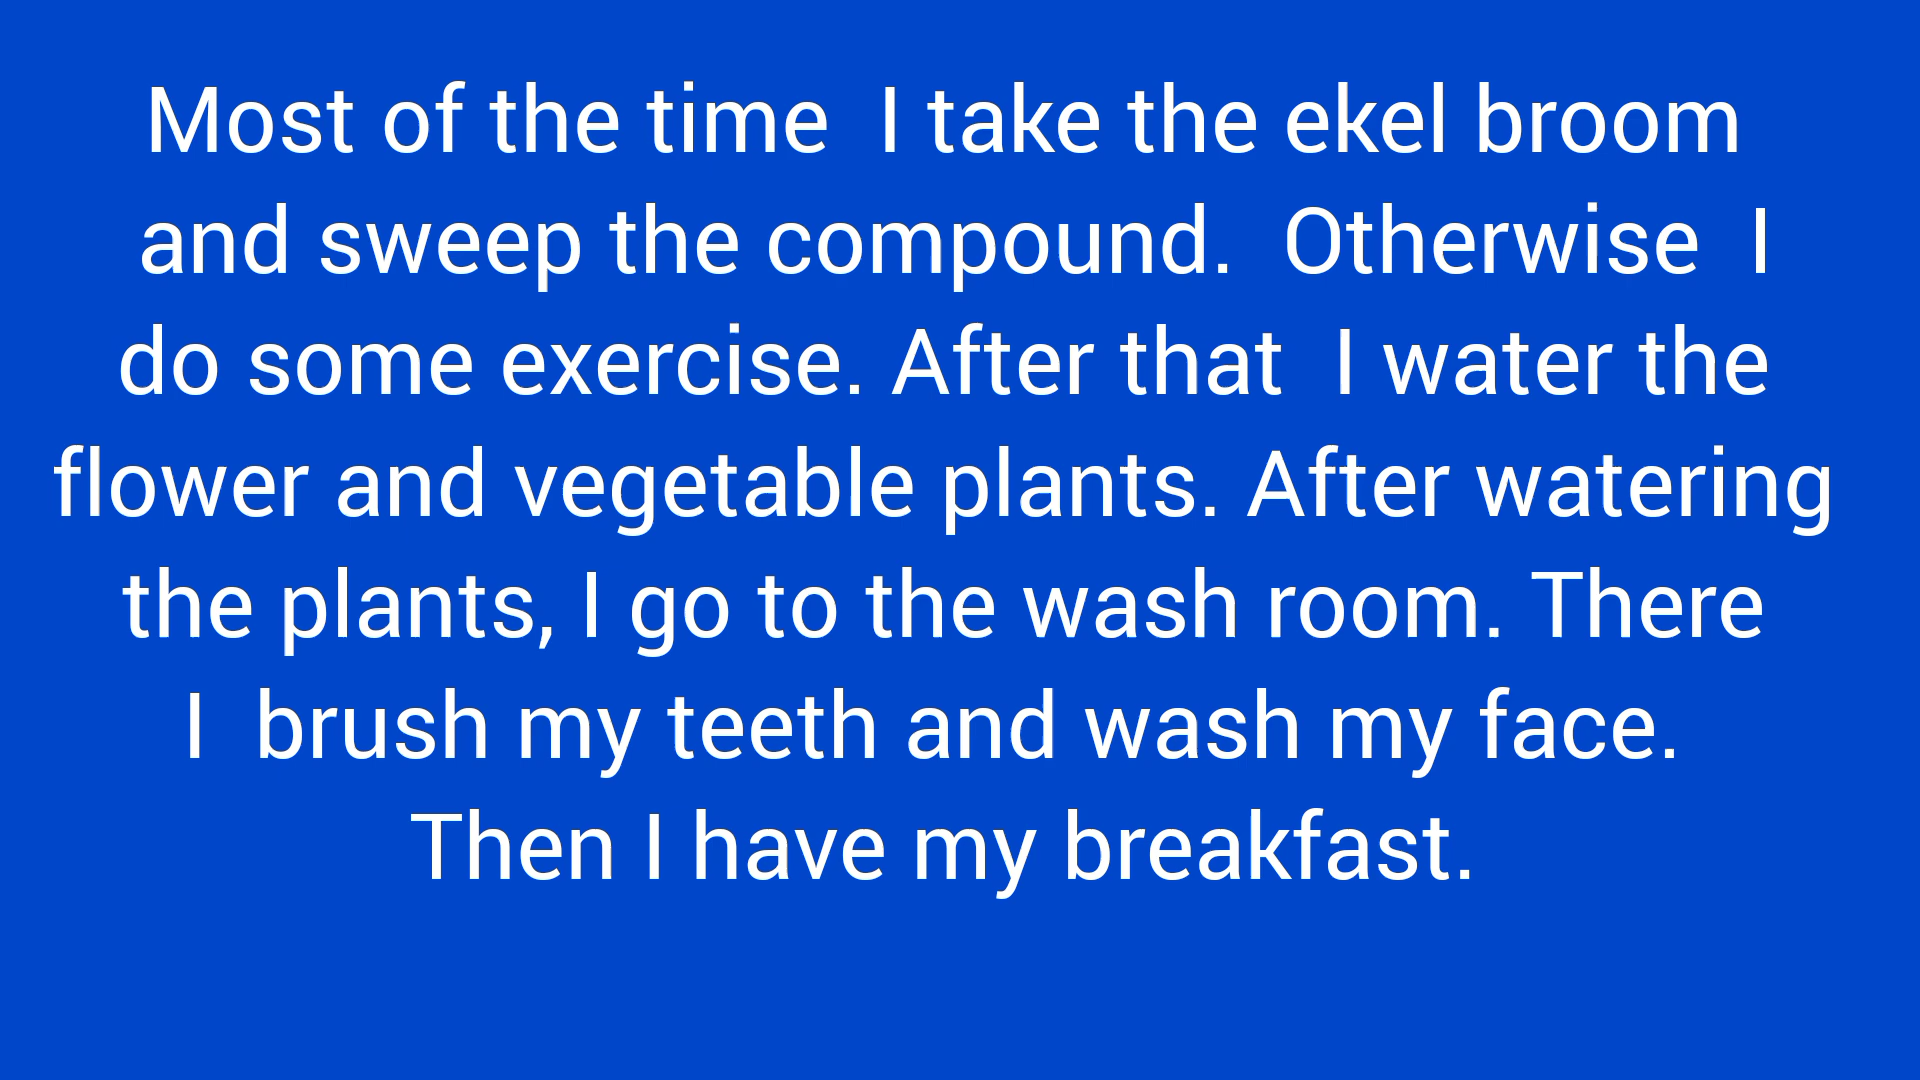 Most of the time  I take the ekel broom
and sweep the compound.  Otherwise  I
do some exercise. After that  I water the
flower and vegetable plants. After watering
the plants, I go to the wash room. There
I  brush my teeth and wash my face.
Then I have my breakfast.